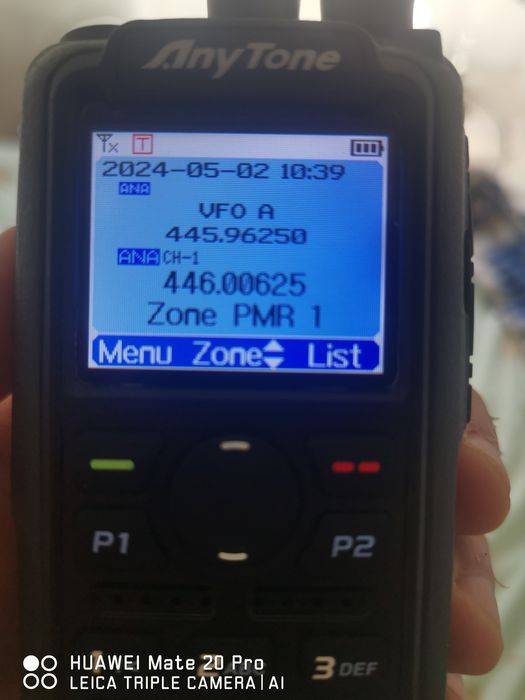 AnyTone
Tx T
2024-05-02 10:39
ANA
VFO A
445.96250
ANA CH-1
446.00625
Zone PMR 1
Menu Zone List
P1 P2
3 DEF
HUAWEI Mate 20 Pro
LEICA TRIPLE CAMERA | AI